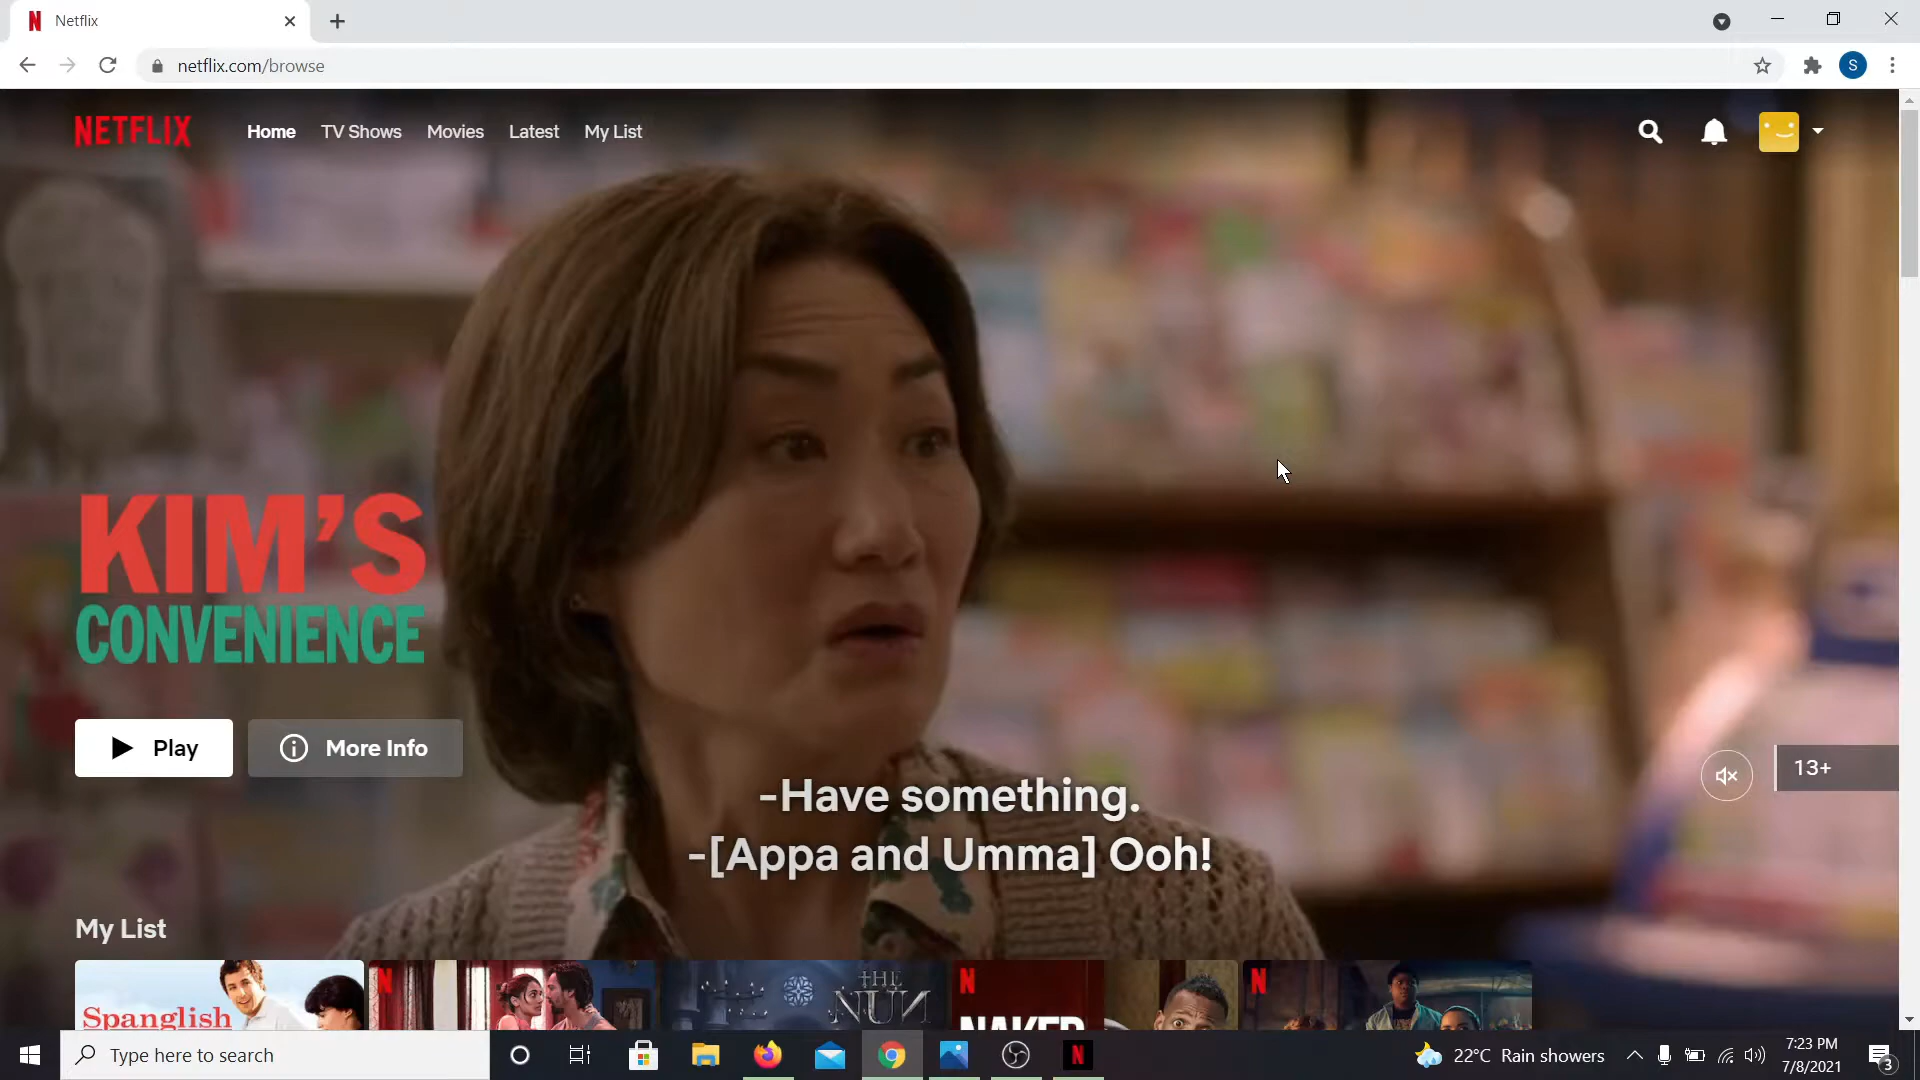 Netflix
netflix.com/browse
S
NETFLIX
Home TV Shows Movies Latest My List
KIM'S
CONVENIENCE
Play
More Info
13+
-Have something.
-[Appa and Umma] Ooh!
My List
Spanglish
THE
NUN
NAKED
Type here to search
22°C Rain showers
7:23 PM
7/8/2021
3